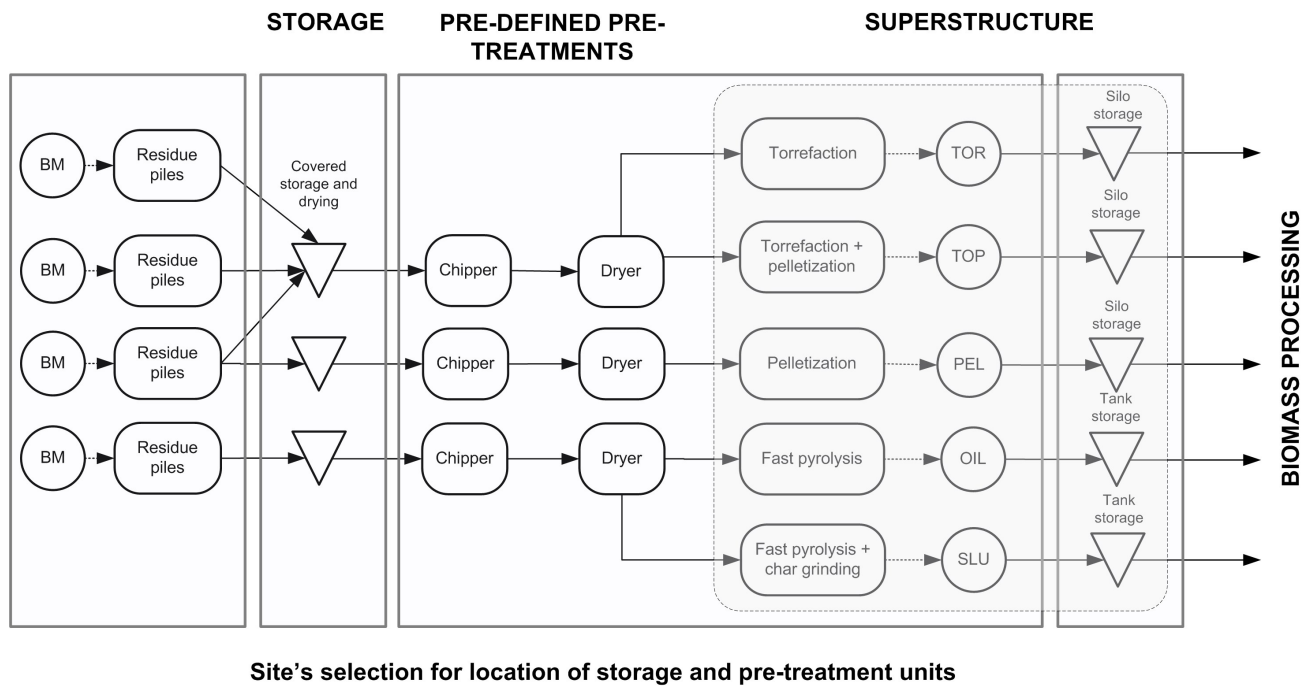 STORAGE
PRE-DEFINED PRE-
TREATMENTS
SUPERSTRUCTURE
BM
Residue
piles
Covered
storage and
drying
Torrefaction
TOR
Silo
storage
BM
Residue
piles
Chipper
Dryer
Torrefaction +
pelletization
TOP
Silo
storage
BM
Residue
piles
Chipper
Dryer
Pelletization
PEL
Silo
storage
BM
Residue
piles
Chipper
Dryer
Fast pyrolysis
OIL
Tank
storage
Fast pyrolysis +
char grinding
SLU
Tank
storage
BIOMASS PROCESSING
Site's selection for location of storage and pre-treatment units